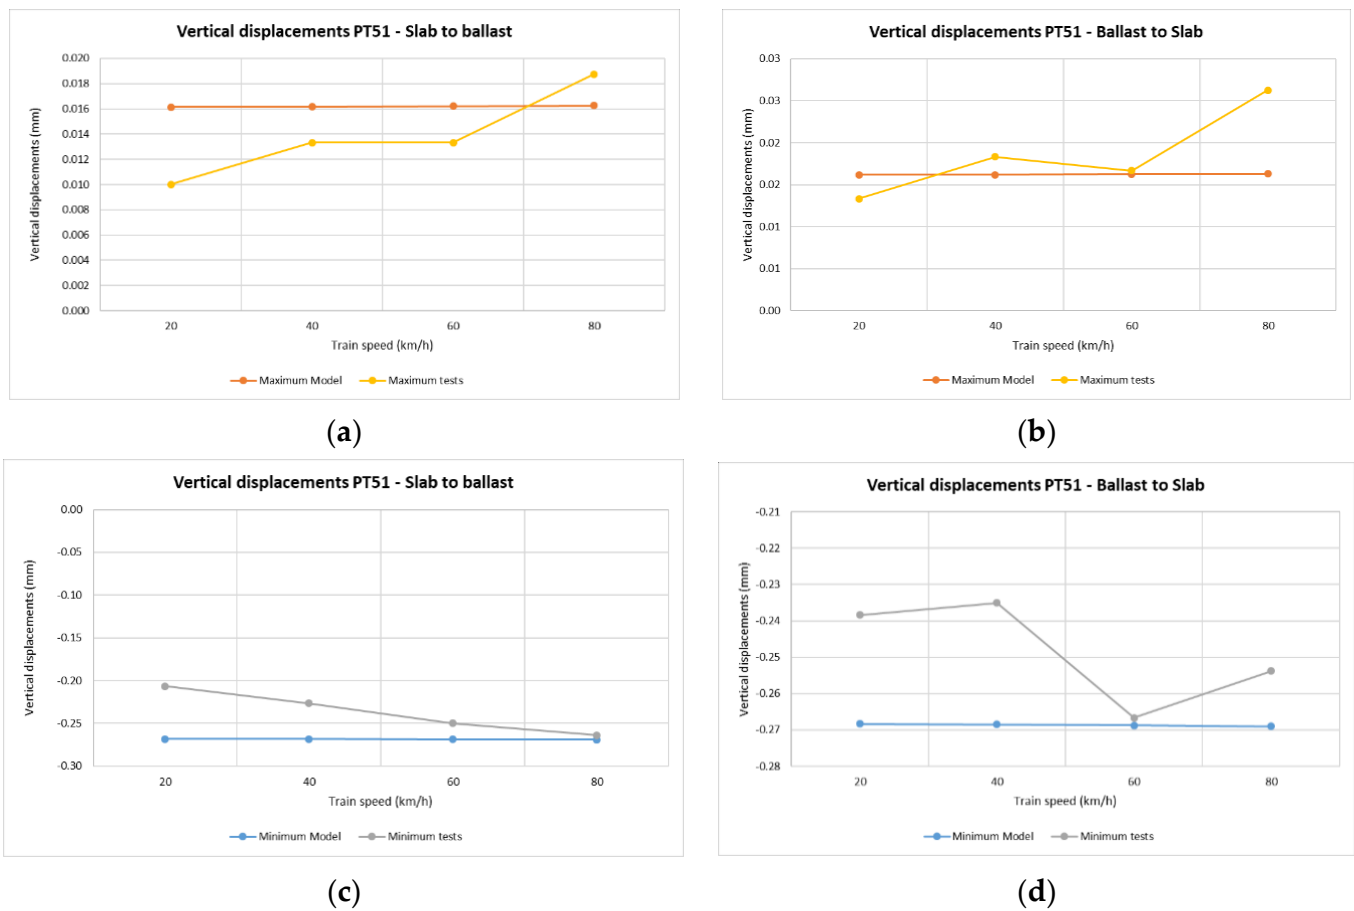 Vertical displacements PT51 - Slab to ballast
Vertical displacements (mm)
0.020
0.018
0.016
0.014
0.012
0.010
0.008
0.006
0.004
0.002
0.000
20 40 60 80
Train speed (km/h)
Maximum Model Maximum tests
(a)
Vertical displacements PT51 - Ballast to Slab
Vertical displacements (mm)
0.03
0.03
0.02
0.02
0.01
0.01
0.00
20 40 60 80
Train speed (km/h)
Maximum Model Maximum tests
(b)
Vertical displacements PT51 - Slab to ballast
Vertical displacements (mm)
0.00
-0.05
-0.10
-0.15
-0.20
-0.25
-0.30
20 40 60 80
Train speed (km/h)
Minimum Model Minimum tests
(c)
Vertical displacements PT51 - Ballast to Slab
Vertical displacements (mm)
-0.21
-0.22
-0.23
-0.24
-0.25
-0.26
-0.27
-0.28
20 40 60 80
Train speed (km/h)
Minimum Model Minimum tests
(d)